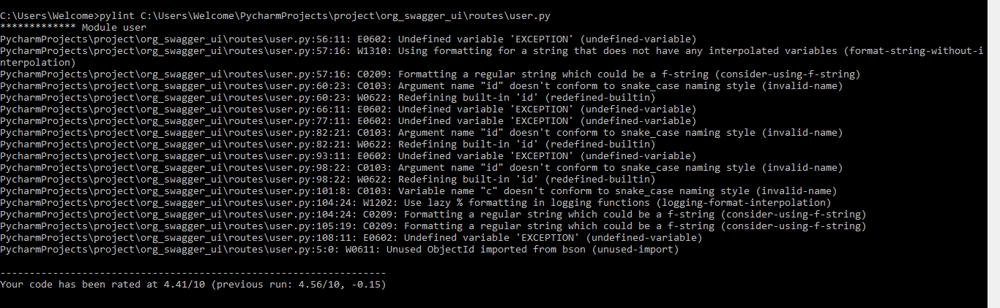 C:\Users\Welcome>pylint C:\Users\Welcome\PycharmProjects\project\org_swagger_ui\routes\user.py
************* Module user
PycharmProjects\project\org_swagger_ui\routes\user.py:56:11: E0602: Undefined variable 'EXCEPTION' (undefined-variable)
PycharmProjects\project\org_swagger_ui\routes\user.py:57:16: W1310: Using formatting for a string that does not have any interpolated variables (format-string-without-i
nterpolation)
PycharmProjects\project\org_swagger_ui\routes\user.py:57:16: C0209: Formatting a regular string which could be a f-string (consider-using-f-string)
PycharmProjects\project\org_swagger_ui\routes\user.py:60:23: C0103: Argument name "id" doesn't conform to snake_case naming style (invalid-name)
PycharmProjects\project\org_swagger_ui\routes\user.py:60:23: W0622: Redefining built-in 'id' (redefined-builtin)
PycharmProjects\project\org_swagger_ui\routes\user.py:66:11: E0602: Undefined variable 'EXCEPTION' (undefined-variable)
PycharmProjects\project\org_swagger_ui\routes\user.py:77:11: E0602: Undefined variable 'EXCEPTION' (undefined-variable)
PycharmProjects\project\org_swagger_ui\routes\user.py:82:21: C0103: Argument name "id" doesn't conform to snake_case naming style (invalid-name)
PycharmProjects\project\org_swagger_ui\routes\user.py:82:21: W0622: Redefining built-in 'id' (redefined-builtin)
PycharmProjects\project\org_swagger_ui\routes\user.py:93:11: E0602: Undefined variable 'EXCEPTION' (undefined-variable)
PycharmProjects\project\org_swagger_ui\routes\user.py:98:22: C0103: Argument name "id" doesn't conform to snake_case naming style (invalid-name)
PycharmProjects\project\org_swagger_ui\routes\user.py:98:22: W0622: Redefining built-in 'id' (redefined-builtin)
PycharmProjects\project\org_swagger_ui\routes\user.py:101:8: C0103: Variable name "c" doesn't conform to snake_case naming style (invalid-name)
PycharmProjects\project\org_swagger_ui\routes\user.py:104:24: W1202: Use lazy % formatting in logging functions (logging-format-interpolation)
PycharmProjects\project\org_swagger_ui\routes\user.py:104:24: C0209: Formatting a regular string which could be a f-string (consider-using-f-string)
PycharmProjects\project\org_swagger_ui\routes\user.py:105:19: C0209: Formatting a regular string which could be a f-string (consider-using-f-string)
PycharmProjects\project\org_swagger_ui\routes\user.py:108:11: E0602: Undefined variable 'EXCEPTION' (undefined-variable)
PycharmProjects\project\org_swagger_ui\routes\user.py:5:0: W0611: Unused ObjectId imported from bson (unused-import)
------------------------------------------------------------------
Your code has been rated at 4.41/10 (previous run: 4.56/10, -0.15)